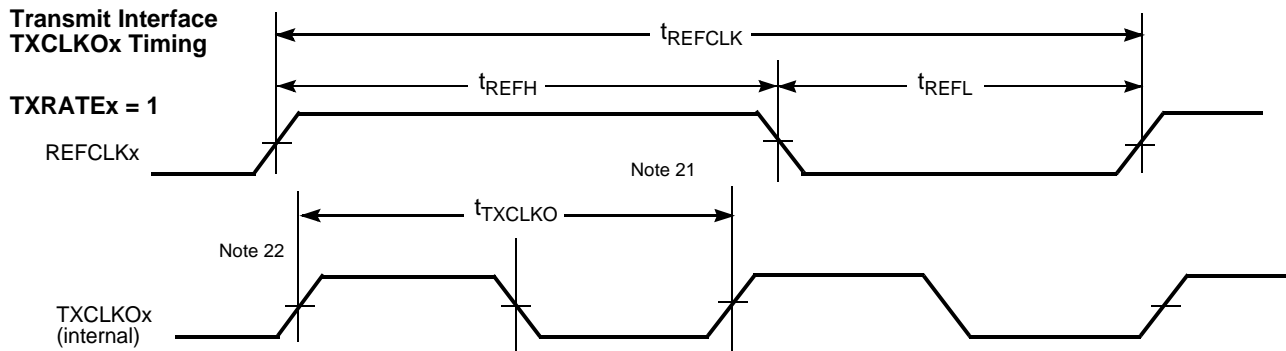 Transmit Interface
TXCLKOx Timing
tREFCLK
tREFH
tREFL
TXRATEx = 1
REFCLKx
Note 21
tTXCLKO
Note 22
TXCLKOx
(internal)